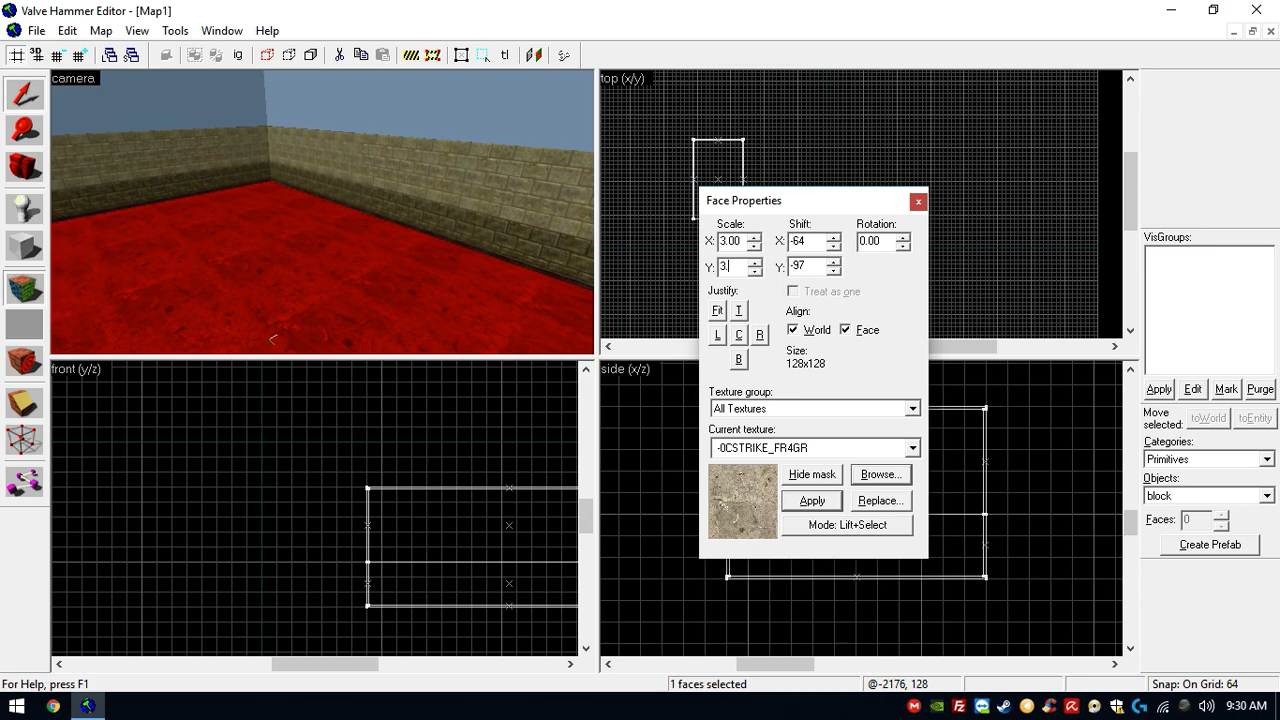 Valve Hammer Editor - [Map1]
File Edit Map View Tools Window Help
camera
top (x/y)
front (y/z)
side (x/z)
Face Properties
Scale: Shift: Rotation:
X: 3.00 X: -64 0.00
Y: 3. Y: -97
Justify: Treat as one
Fit T
Align:
L C R
World Face
B
Size:
128x128
Texture group:
All Textures
Current texture:
-0CSTRIKE_FR4GR
Hide mask Browse...
Apply Replace...
Mode: Lift+Select
VisGroups:
Apply Edit Mark Purge
Move selected: toWorld toEntity
Categories:
Primitives
Objects:
block
Faces: 0
Create Prefab
For Help, press F1
1 faces selected
@-2176, 128
Snap: On Grid: 64
9:30 AM